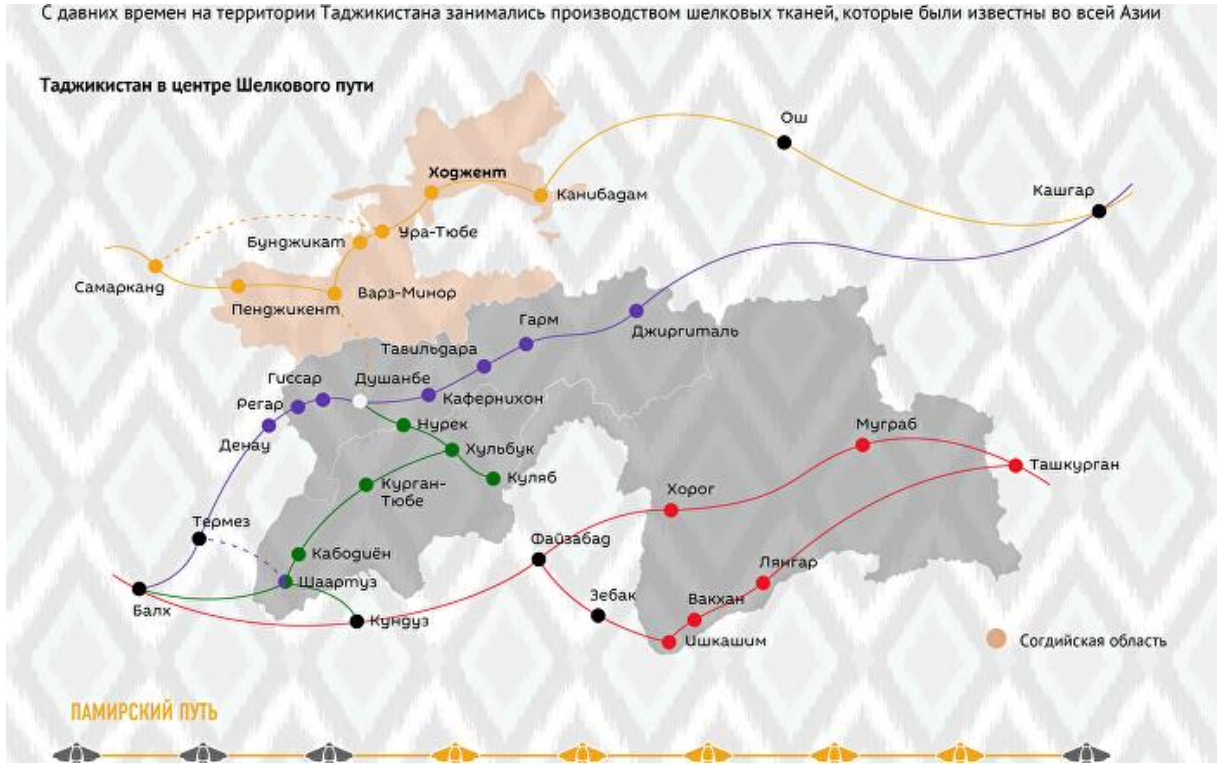 С давних времен на территории Таджикистана занимались производством шелковых тканей, которые были известны во всей Азии
Таджикистан в центре Шелкового пути
Ош
Ходжент
Канибадам
Кашгар
Ура-Тюбе
Бунджикат
Самарканд
Пенджикент
Варз-Минор
Гарм
Джиргиталь
Тавильдара
Гиссар
Душанбе
Регар
Кафернихон
Денау
Нурек
Муграб
Хульбук
Ташкурган
Куляб
Курган-
Тюбе
Хорог
Термез
Файзабад
Кабодиён
Лянгар
Шаартуз
Зебак
Балх
Вакхан
Кундуз
Ишкашим
Согдийская область
ПАМИРСКИЙ ПУТЬ